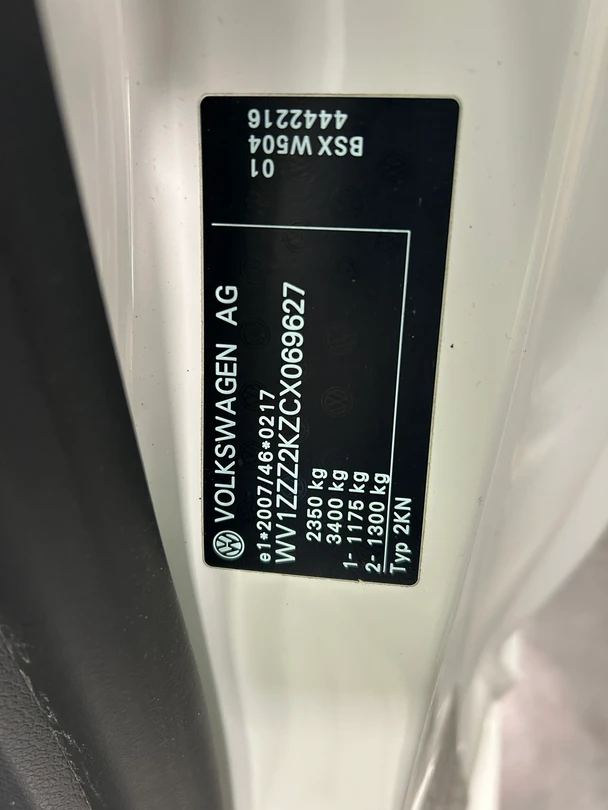 VOLKSWAGEN AG
e1*2007/46*0217
WV1ZZZ2KZCX069627
2350 kg
3400 kg
1- 1175 kg
2- 1300 kg
Typ 2KN
01
BSX W504
4442216